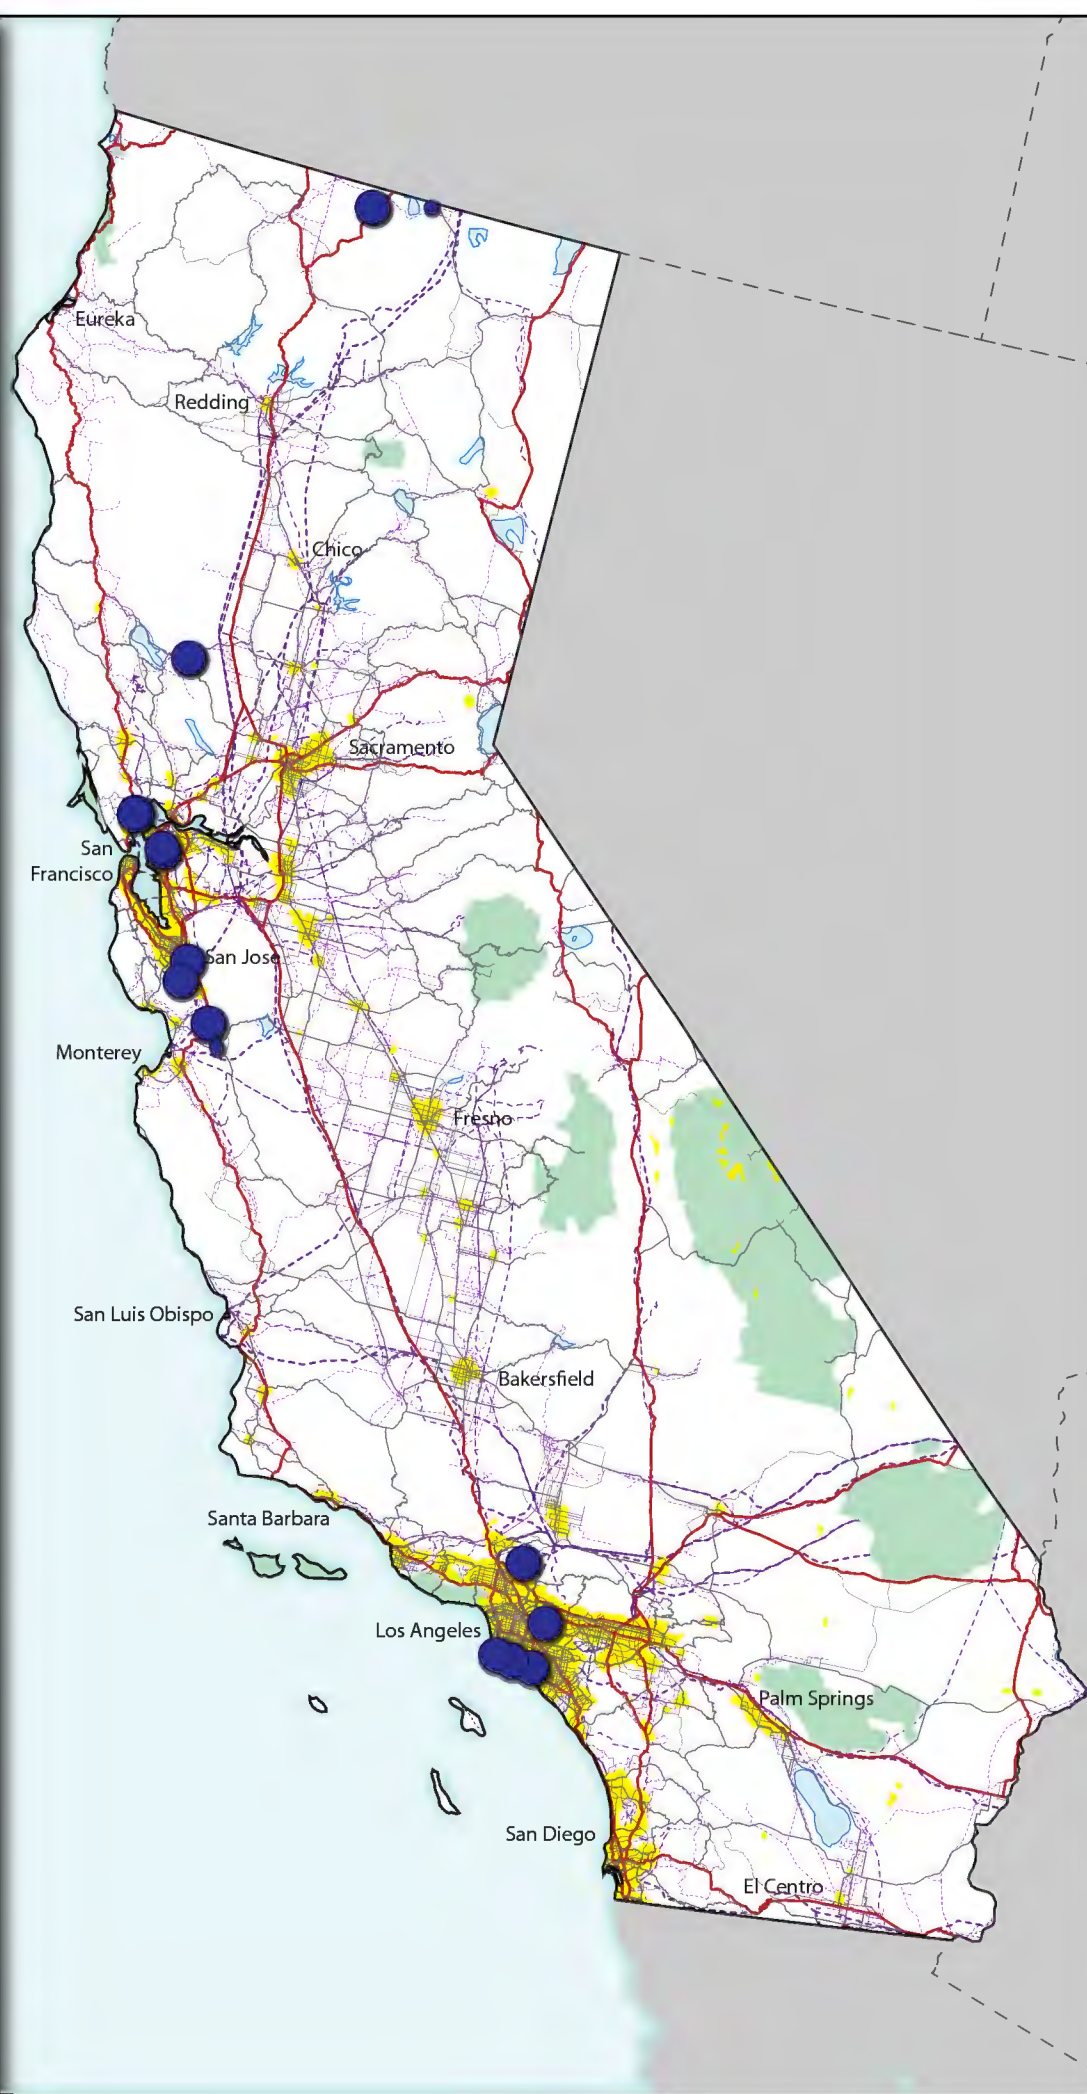 Eureka
Redding
Chico
Sacramento
San
Francisco
San Jose
Monterey
Fresno
San Luis Obispo
Bakersfield
Santa Barbara
Los Angeles
Palm Springs
San Diego
El Centro